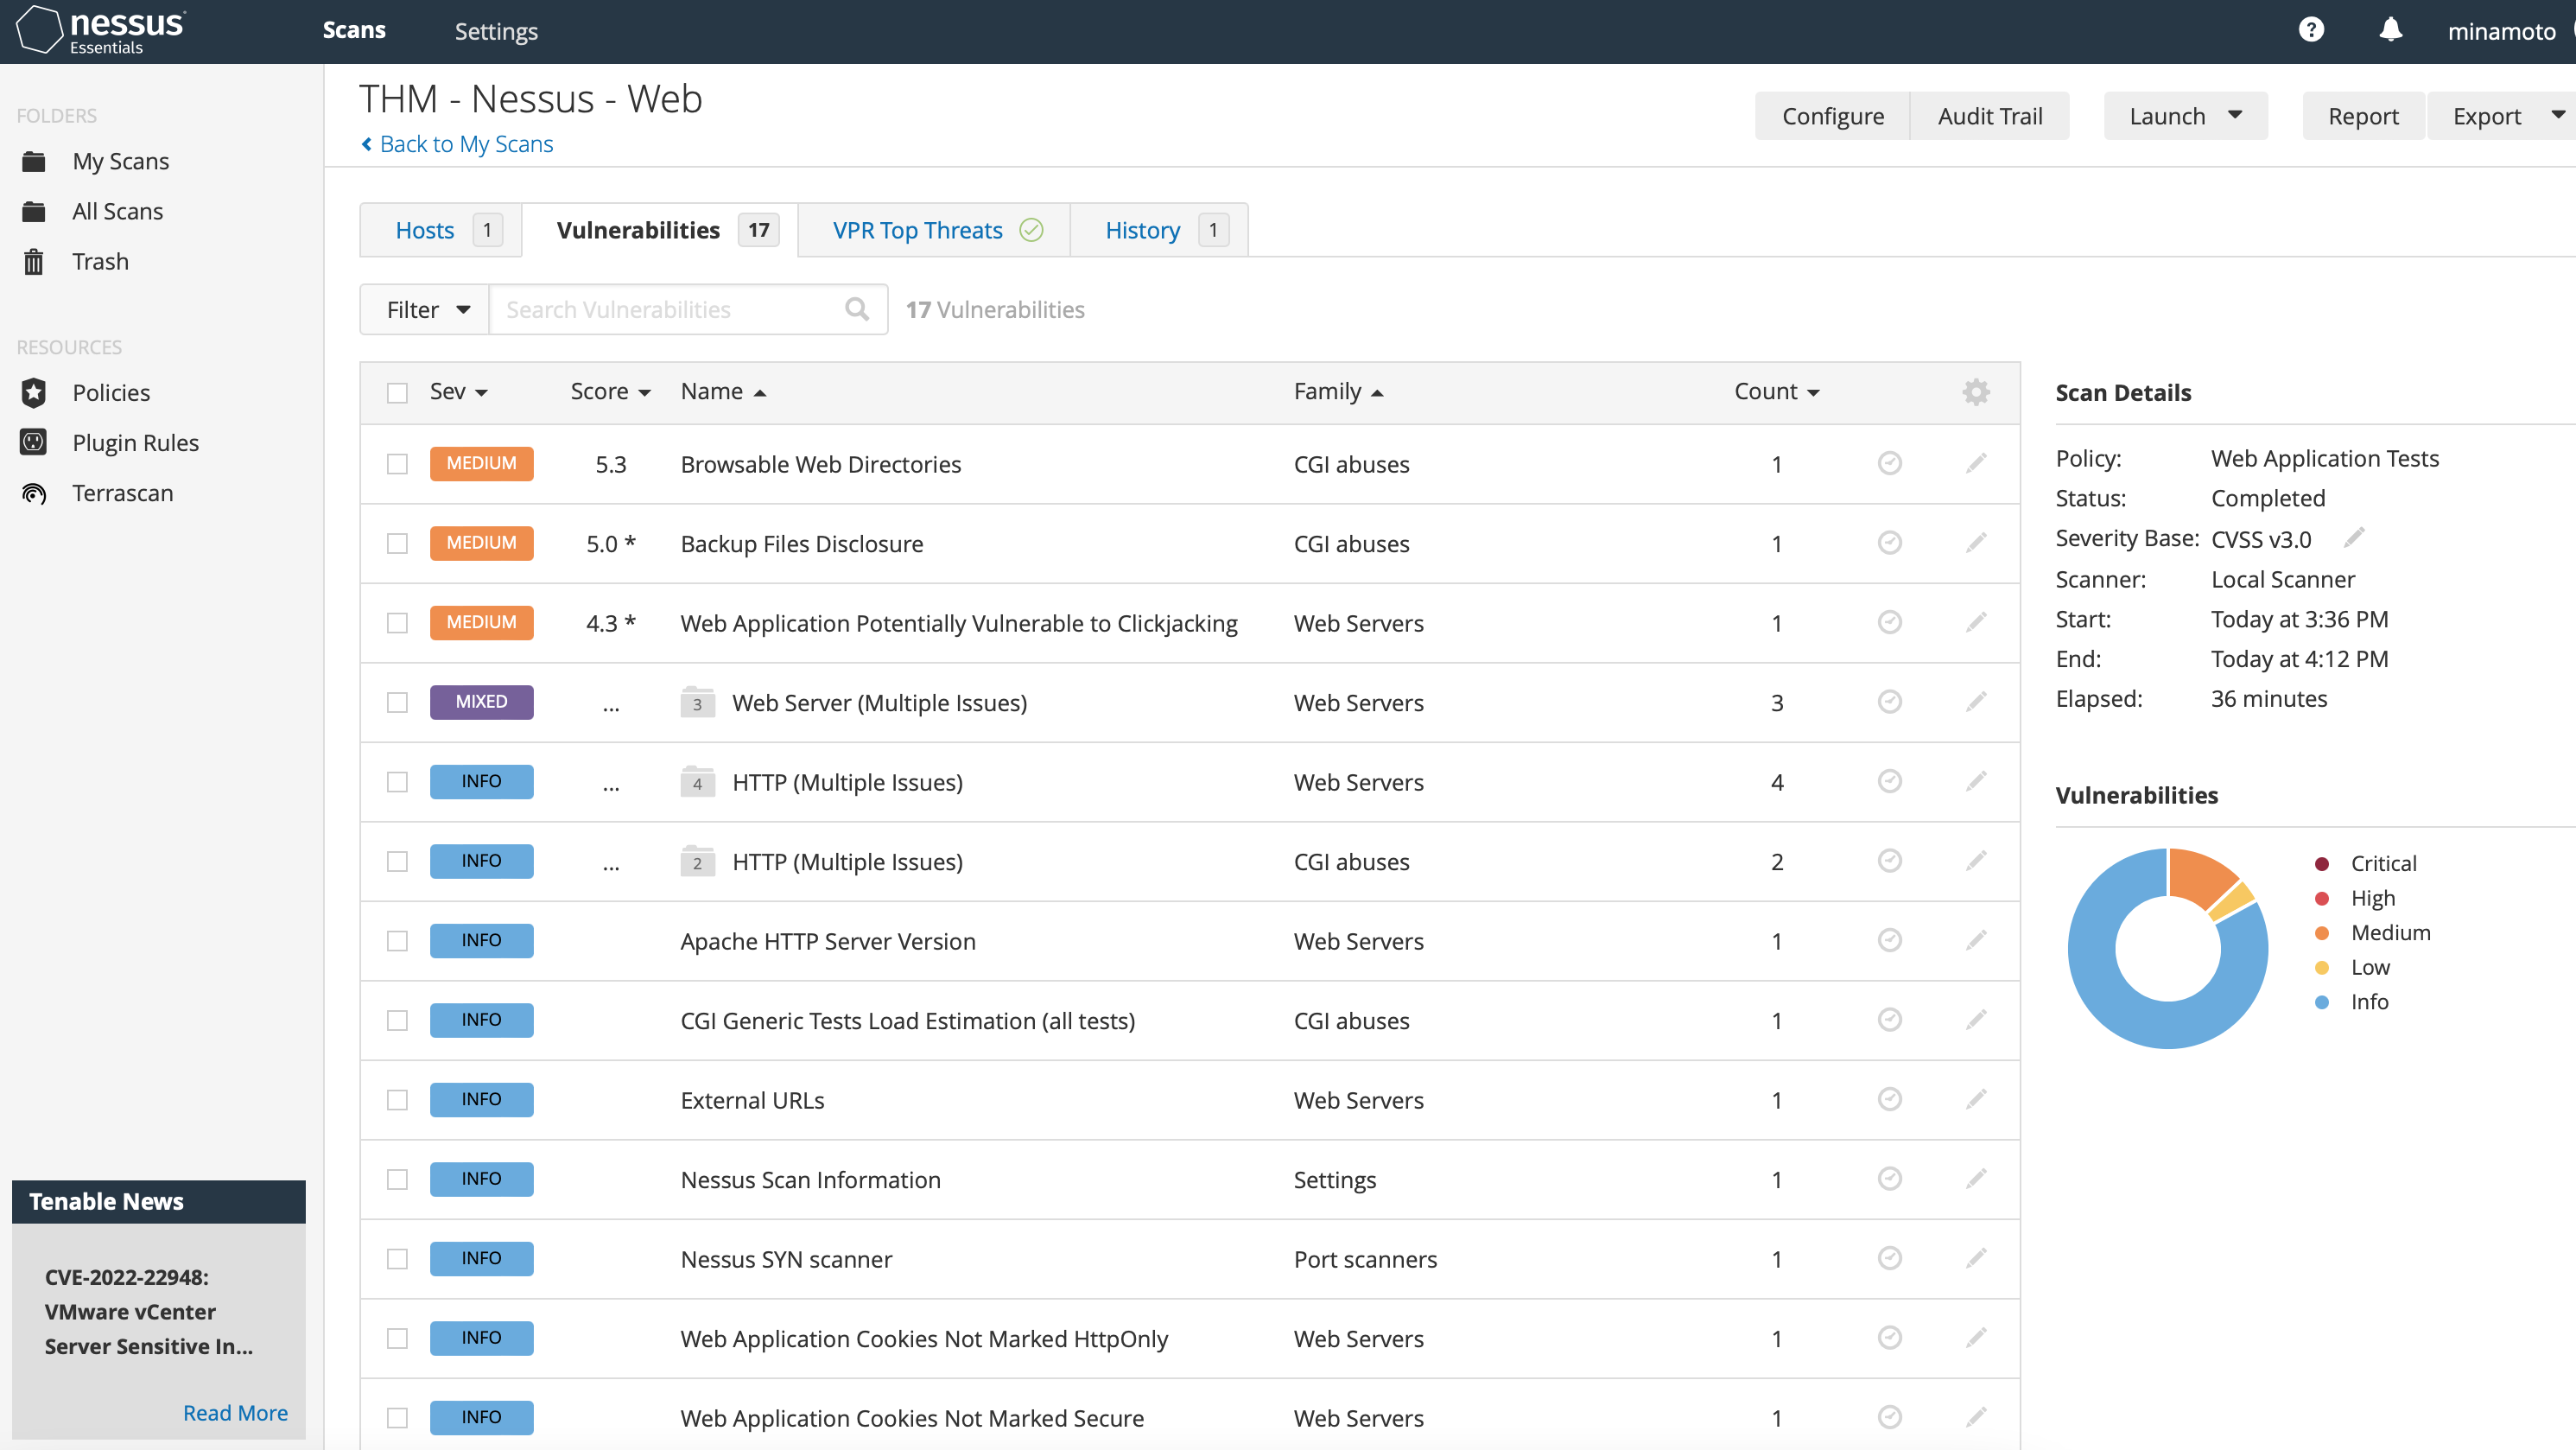 nessus
Essentials
Scans
Settings
?
minamoto
FOLDERS
My Scans
All Scans
Trash
RESOURCES
Policies
Plugin Rules
Terrascan
Tenable News
CVE-2022-22948:
VMware vCenter
Server Sensitive In...
Read More
THM - Nessus - Web
Back to My Scans
Configure
Audit Trail
Launch
Report
Export
Hosts 1
Vulnerabilities 17
VPR Top Threats
History 1
Filter
Search Vulnerabilities
17 Vulnerabilities
Sev Score Name Family Count
MEDIUM 5.3 Browsable Web Directories CGI abuses 1
MEDIUM 5.0 * Backup Files Disclosure CGI abuses 1
MEDIUM 4.3 * Web Application Potentially Vulnerable to Clickjacking Web Servers 1
MIXED ... 3 Web Server (Multiple Issues) Web Servers 3
INFO ... 4 HTTP (Multiple Issues) Web Servers 4
INFO ... 2 HTTP (Multiple Issues) CGI abuses 2
INFO Apache HTTP Server Version Web Servers 1
INFO CGI Generic Tests Load Estimation (all tests) CGI abuses 1
INFO External URLs Web Servers 1
INFO Nessus Scan Information Settings 1
INFO Nessus SYN scanner Port scanners 1
INFO Web Application Cookies Not Marked HttpOnly Web Servers 1
INFO Web Application Cookies Not Marked Secure Web Servers 1
Scan Details
Policy: Web Application Tests
Status: Completed
Severity Base: CVSS v3.0
Scanner: Local Scanner
Start: Today at 3:36 PM
End: Today at 4:12 PM
Elapsed: 36 minutes
Vulnerabilities
Critical
High
Medium
Low
Info